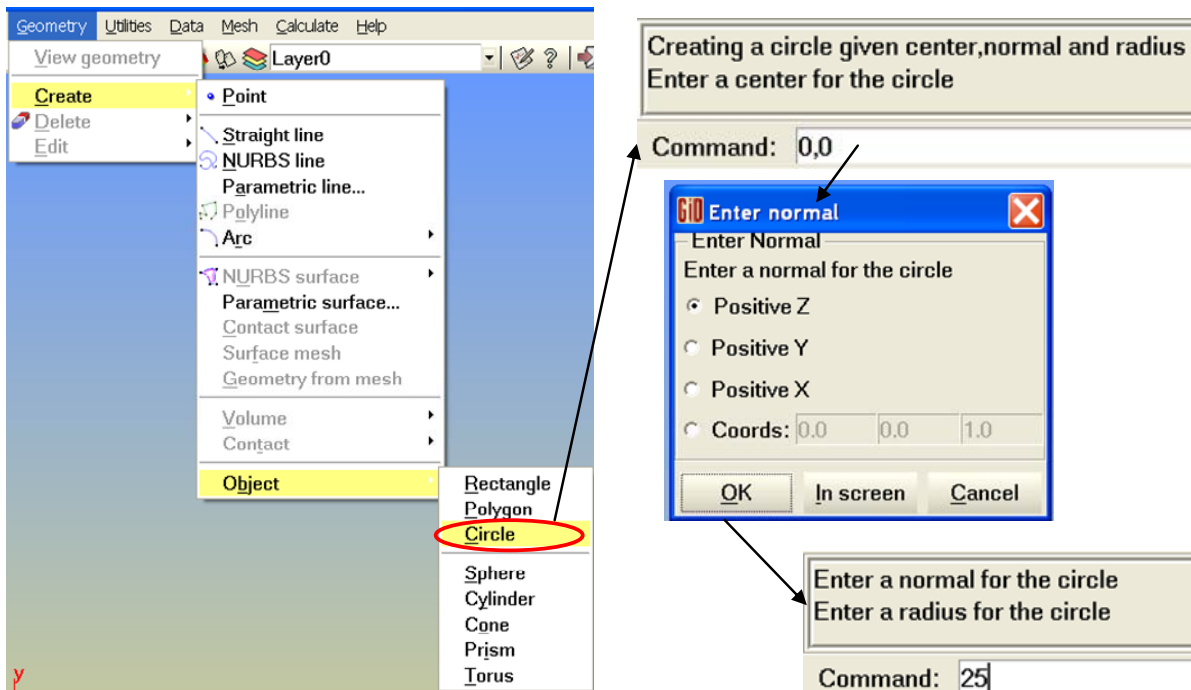 Geometry Utilities Data Mesh Calculate Help
View geometry
Layer0
Create
Delete
Edit
Point
Straight line
NURBS line
Parametric line...
Polyline
Arc
NURBS surface
Parametric surface...
Contact surface
Surface mesh
Geometry from mesh
Volume
Contact
Object
Rectangle
Polygon
Circle
Sphere
Cylinder
Cone
Prism
Torus
y
Creating a circle given center,normal and radius
Enter a center for the circle
Command: 0,0
GiD Enter normal
Enter Normal
Enter a normal for the circle
Positive Z
Positive Y
Positive X
Coords: 0.0 0.0 1.0
OK In screen Cancel
Enter a normal for the circle
Enter a radius for the circle
Command: 25